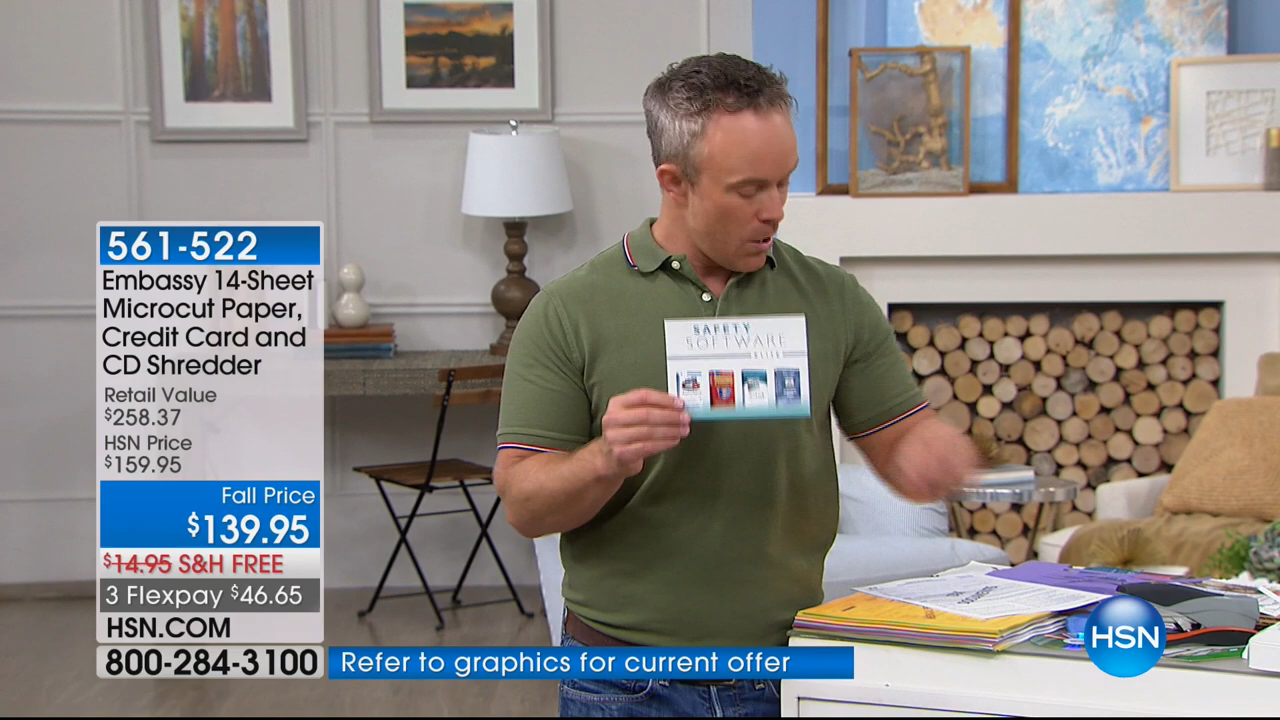 561-522
Embassy 14-Sheet
Microcut Paper,
Credit Card and
CD Shredder
Retail Value
$258.37
HSN Price
$159.95
Fall Price
$139.95
$14.95 S&H FREE
3 Flexpay $46.65
HSN.COM
800-284-3100
Refer to graphics for current offer
SAFETY
SOFTWARE
HSN